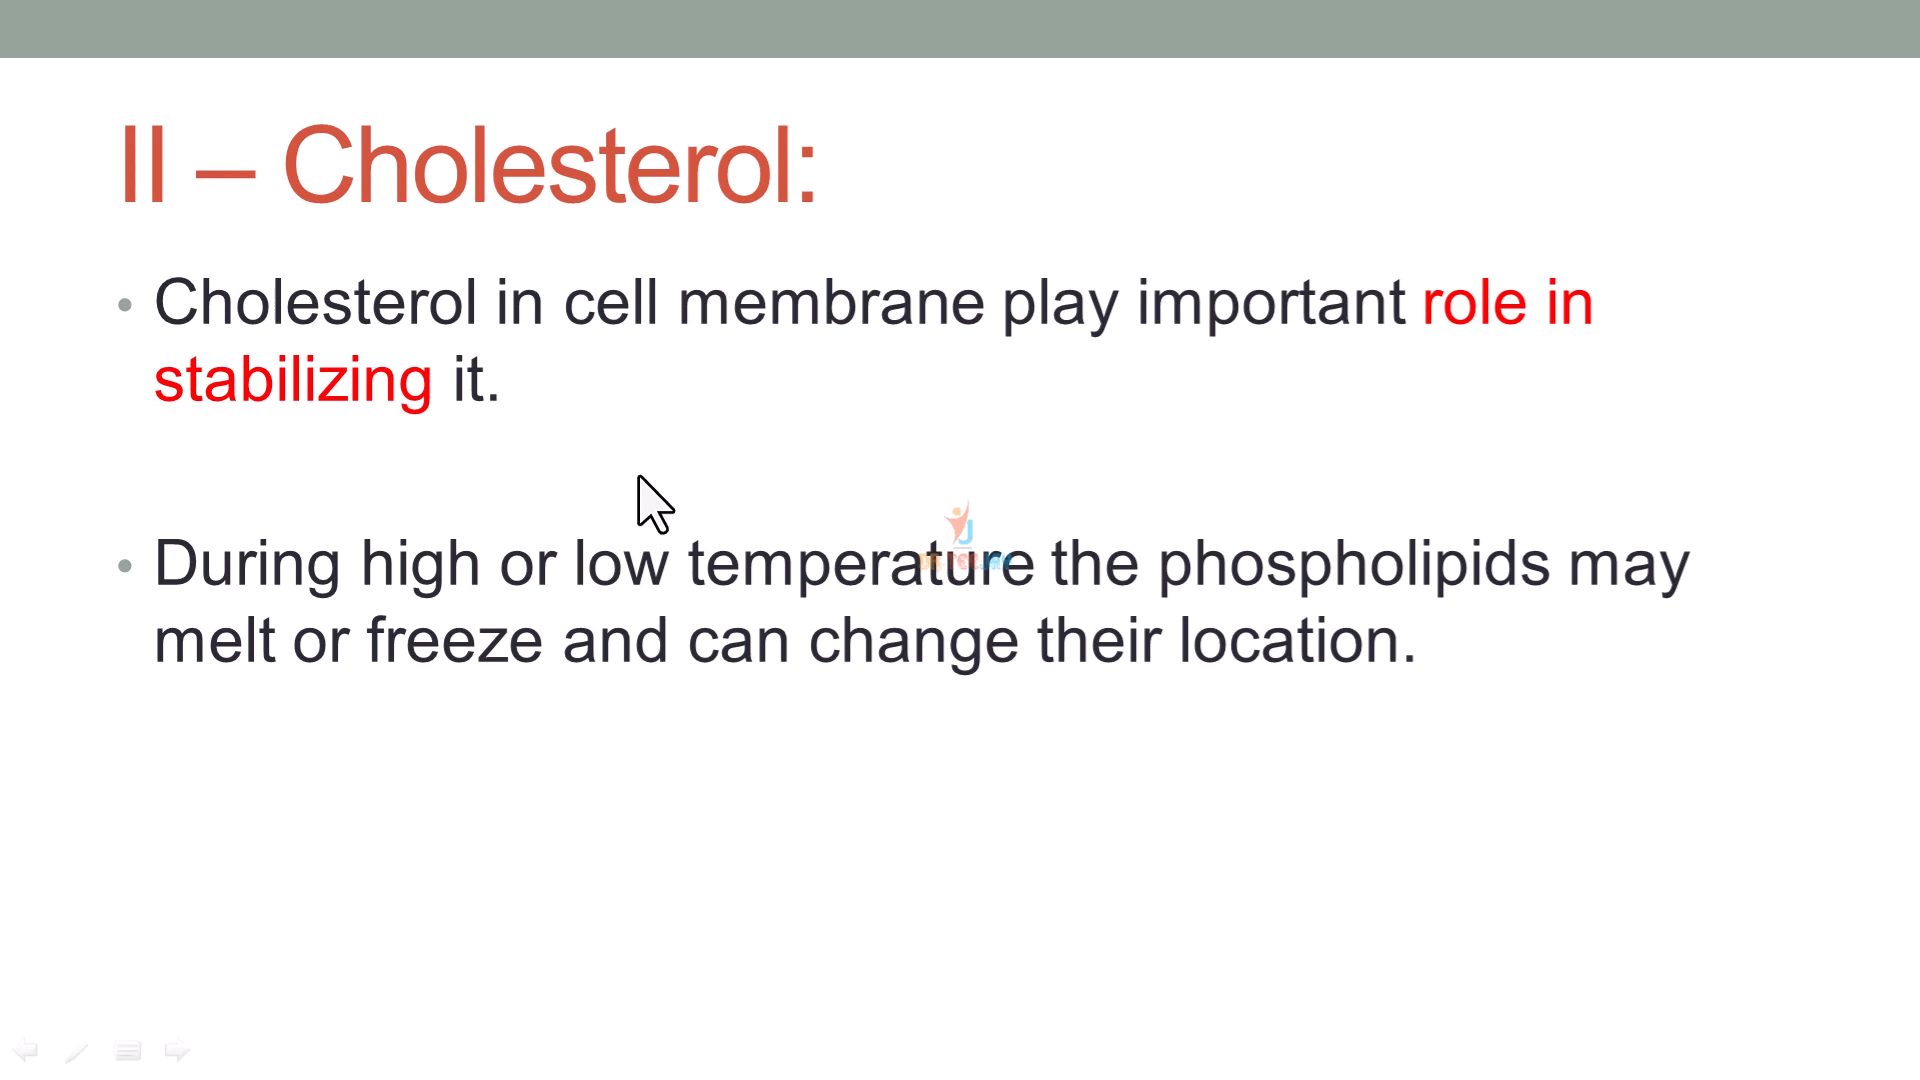 II – Cholesterol:
• Cholesterol in cell membrane play important role in
stabilizing it.
• During high or low temperature the phospholipids may
melt or freeze and can change their location.